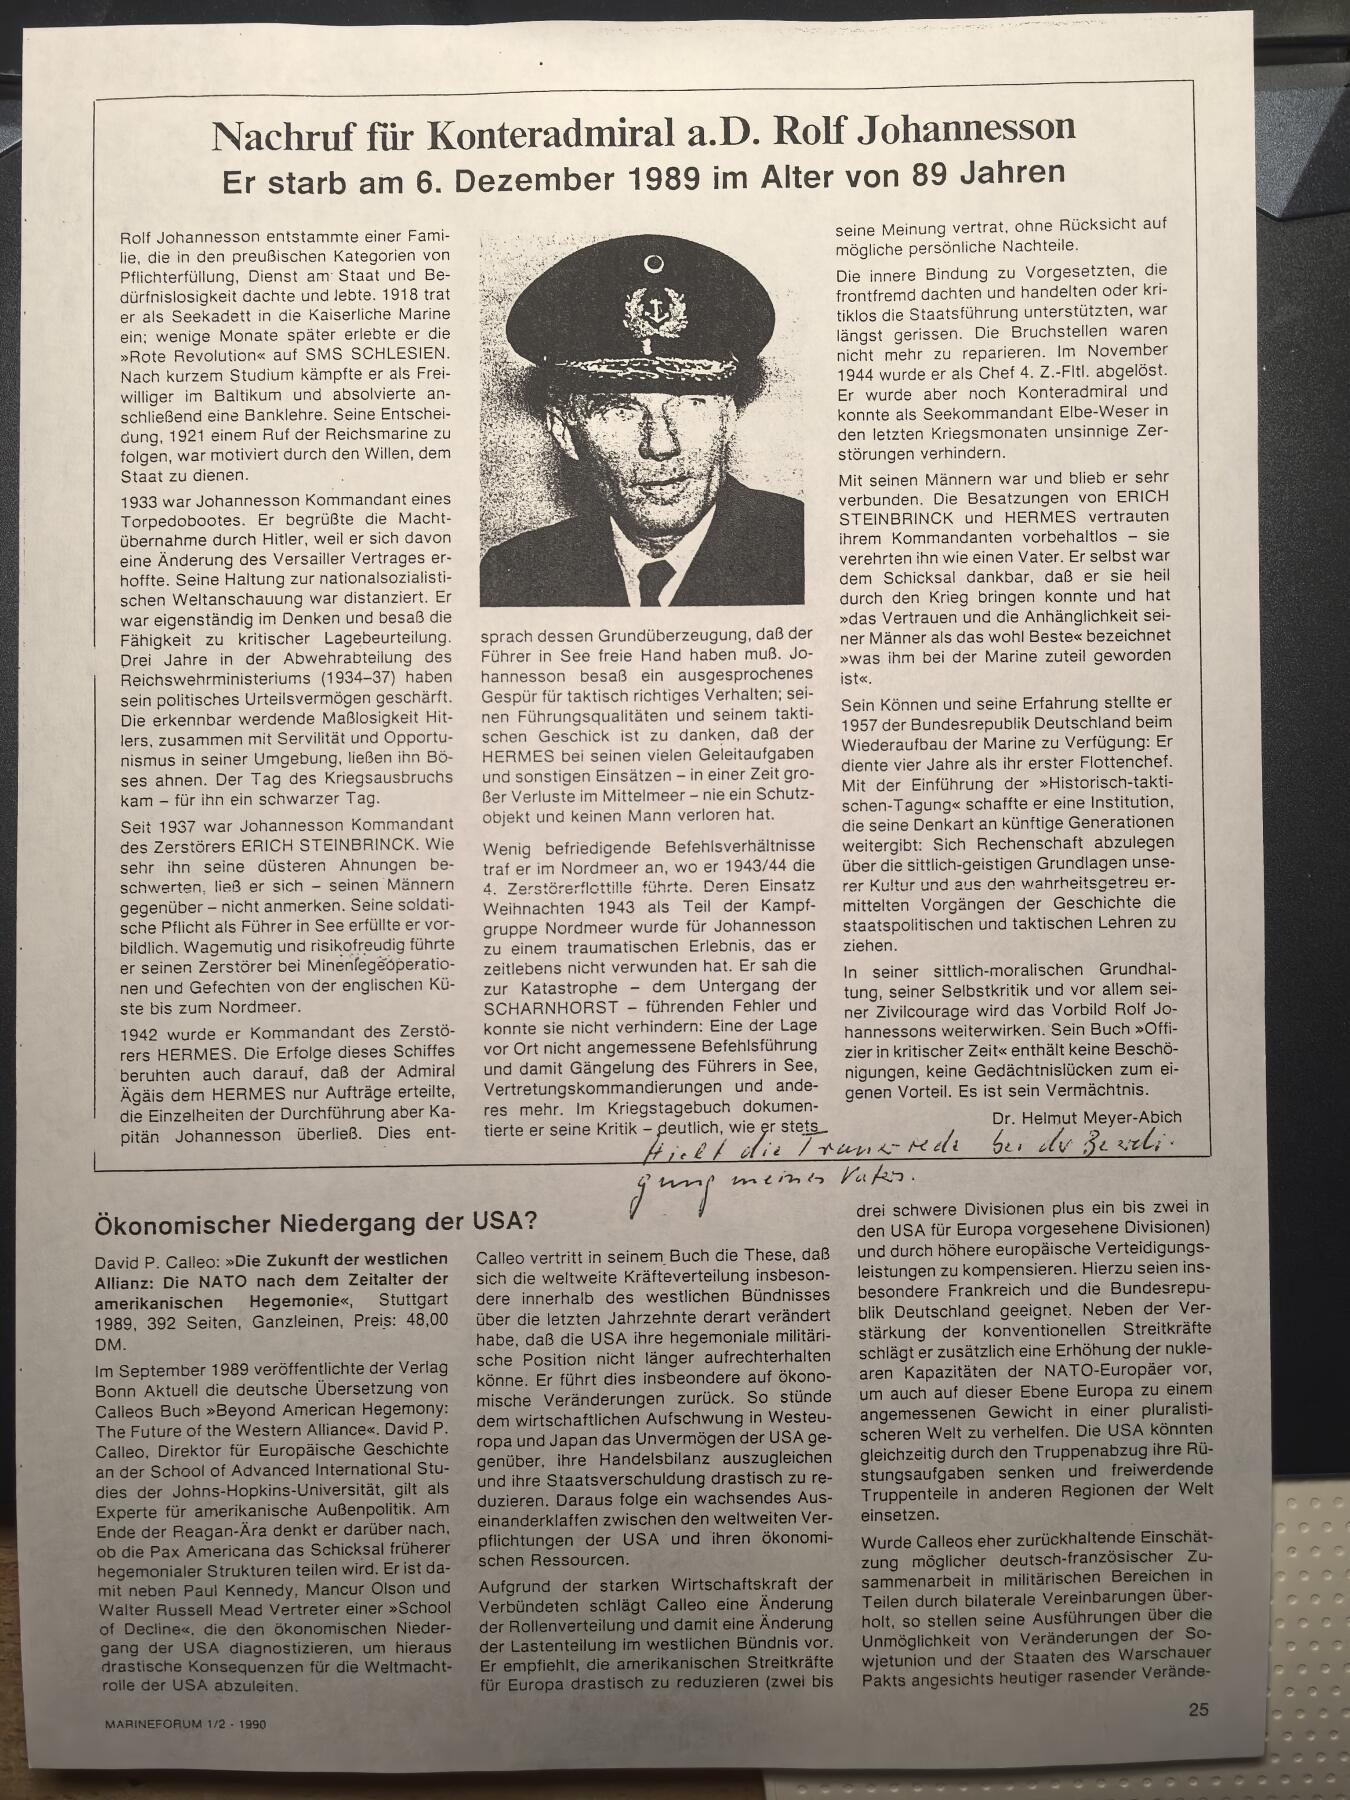 Nachruf für Konteradmiral a.D. Rolf Johannesson
Er starb am 6. Dezember 1989 im Alter von 89 Jahren
Rolf Johannesson entstammte einer Fami-
lie, die in den preußischen Kategorien von
Pflichterfüllung, Dienst am Staat und Be-
dürfnislosigkeit dachte und lebte. 1918 trat
er als Seekadett in die Kaiserliche Marine
ein; wenige Monate später erlebte er die
»Rote Revolution« auf SMS SCHLESIEN.
Nach kurzem Studium kämpfte er als Frei-
williger im Baltikum und absolvierte an-
schließend eine Banklehre. Seine Entschei-
dung, 1921 einem Ruf der Reichsmarine zu
folgen, war motiviert durch den Willen, dem
Staat zu dienen.
1933 war Johannesson Kommandant eines
Torpedobootes. Er begrüßte die Macht-
übernahme durch Hitler, weil er sich davon
eine Änderung des Versailler Vertrages er-
hoffte. Seine Haltung zur nationalsozialisti-
schen Weltanschauung war distanziert. Er
war eigenständig im Denken und besaß die
Fähigkeit zu kritischer Lagebeurteilung.
Drei Jahre in der Abwehrabteilung des
Reichswehrministeriums (1934–37) haben
sein politisches Urteilsvermögen geschärft.
Die erkennbar werdende Maßlosigkeit Hit-
lers, zusammen mit Servilität und Opportu-
nismus in seiner Umgebung, ließen ihn Bö-
ses ahnen. Der Tag des Kriegsausbruchs
kam – für ihn ein schwarzer Tag.
Seit 1937 war Johannesson Kommandant
des Zerstörers ERICH STEINBRINCK. Wie
sehr ihn seine düsteren Ahnungen be-
schwerten, ließ er sich – seinen Männern
gegenüber – nicht anmerken. Seine soldati-
sche Pflicht als Führer in See erfüllte er vor-
bildlich. Wagemutig und risikofreudig führte
er seinen Zerstörer bei Minenlegeoperatio-
nen und Gefechten von der englischen Kü-
ste bis zum Nordmeer.
1942 wurde er Kommandant des Zerstö-
rers HERMES. Die Erfolge dieses Schiffes
beruhten auch darauf, daß der Admiral
Ägäis dem HERMES nur Aufträge erteilte,
die Einzelheiten der Durchführung aber Ka-
pitän Johannesson überließ. Dies ent-
sprach dessen Grundüberzeugung, daß der
Führer in See freie Hand haben muß. Jo-
hannesson besaß ein ausgesprochenes
Gespür für taktisch richtiges Verhalten; sei-
nen Führungsqualitäten und seinem takti-
schen Geschick ist zu danken, daß der
HERMES bei seinen vielen Geleitaufgaben
und sonstigen Einsätzen – in einer Zeit gro-
ßer Verluste im Mittelmeer – nie ein Schutz-
objekt und keinen Mann verloren hat.
Wenig befriedigende Befehlsverhältnisse
traf er im Nordmeer an, wo er 1943/44 die
4. Zerstörerflottille führte. Deren Einsatz
Weihnachten 1943 als Teil der Kampf-
gruppe Nordmeer wurde für Johannesson
zu einem traumatischen Erlebnis, das er
zeitlebens nicht verwunden hat. Er sah die
zur Katastrophe – dem Untergang der
SCHARNHORST – führenden Fehler und
konnte sie nicht verhindern: Eine der Lage
vor Ort nicht angemessene Befehlsführung
und damit Gängelung des Führers in See,
Vertretungskommandierungen und ande-
res mehr. Im Kriegstagebuch dokumen-
tierte er seine Kritik – deutlich, wie er stets
seine Meinung vertrat, ohne Rücksicht auf
mögliche persönliche Nachteile.
Die innere Bindung zu Vorgesetzten, die
frontfremd dachten und handelten oder kri-
tiklos die Staatsführung unterstützten, war
längst gerissen. Die Bruchstellen waren
nicht mehr zu reparieren. Im November
1944 wurde er als Chef 4. Z.-Fltl. abgelöst.
Er wurde aber noch Konteradmiral und
konnte als Seekommandant Elbe-Weser in
den letzten Kriegsmonaten unsinnige Zer-
störungen verhindern.
Mit seinen Männern war und blieb er sehr
verbunden. Die Besatzungen von ERICH
STEINBRINCK und HERMES vertrauten
ihrem Kommandanten vorbehaltlos – sie
verehrten ihn wie einen Vater. Er selbst war
dem Schicksal dankbar, daß er sie heil
durch den Krieg bringen konnte und hat
»das Vertrauen und die Anhänglichkeit sei-
ner Männer als das wohl Beste« bezeichnet
»was ihm bei der Marine zuteil geworden
ist«.
Sein Können und seine Erfahrung stellte er
1957 der Bundesrepublik Deutschland beim
Wiederaufbau der Marine zu Verfügung: Er
diente vier Jahre als ihr erster Flottenchef.
Mit der Einführung der »Historisch-takti-
schen-Tagung« schaffte er eine Institution,
die seine Denkart an künftige Generationen
weitergibt: Sich Rechenschaft abzulegen
über die sittlich-geistigen Grundlagen unse-
rer Kultur und aus den wahrheitsgetreu er-
mittelten Vorgängen der Geschichte die
staatspolitischen und taktischen Lehren zu
ziehen.
In seiner sittlich-moralischen Grundhal-
tung, seiner Selbstkritik und vor allem sei-
ner Zivilcourage wird das Vorbild Rolf Jo-
hannessons weiterwirken. Sein Buch »Offi-
zier in kritischer Zeit« enthält keine Beschö-
nigungen, keine Gedächtnislücken zum ei-
genen Vorteil. Es ist sein Vermächtnis.
Dr. Helmut Meyer-Abich
Hielt die Trauerrede bei der Beerdi-
gung meines Vaters.
Ökonomischer Niedergang der USA?
David P. Calleo: »Die Zukunft der westlichen
Allianz: Die NATO nach dem Zeitalter der
amerikanischen Hegemonie«, Stuttgart
1989, 392 Seiten, Ganzleinen, Preis: 48,00
DM.
Im September 1989 veröffentlichte der Verlag
Bonn Aktuell die deutsche Übersetzung von
Calleos Buch »Beyond American Hegemony:
The Future of the Western Alliance«. David P.
Calleo, Direktor für Europäische Geschichte
an der School of Advanced International Stu-
dies der Johns-Hopkins-Universität, gilt als
Experte für amerikanische Außenpolitik. Am
Ende der Reagan-Ära denkt er darüber nach,
ob die Pax Americana das Schicksal früherer
hegemonialer Strukturen teilen wird. Er ist da-
mit neben Paul Kennedy, Mancur Olson und
Walter Russell Mead Vertreter einer »School
of Decline«, die den ökonomischen Nieder-
gang der USA diagnostizieren, um hieraus
drastische Konsequenzen für die Weltmacht-
rolle der USA abzuleiten.
Calleo vertritt in seinem Buch die These, daß
sich die weltweite Kräfteverteilung insbeson-
dere innerhalb des westlichen Bündnisses
über die letzten Jahrzehnte derart verändert
habe, daß die USA ihre hegemoniale militäri-
sche Position nicht länger aufrechterhalten
könne. Er führt dies insbeondere auf ökono-
mische Veränderungen zurück. So stünde
dem wirtschaftlichen Aufschwung in Westeu-
ropa und Japan das Unvermögen der USA ge-
genüber, ihre Handelsbilanz auszugleichen
und ihre Staatsverschuldung drastisch zu re-
duzieren. Daraus folge ein wachsendes Aus-
einanderklaffen zwischen den weltweiten Ver-
pflichtungen der USA und ihren ökonomi-
schen Ressourcen.
Aufgrund der starken Wirtschaftskraft der
Verbündeten schlägt Calleo eine Änderung
der Rollenverteilung und damit eine Änderung
der Lastenteilung im westlichen Bündnis vor.
Er empfiehlt, die amerikanischen Streitkräfte
für Europa drastisch zu reduzieren (zwei bis
drei schwere Divisionen plus ein bis zwei in
den USA für Europa vorgesehene Divisionen)
und durch höhere europäische Verteidigungs-
leistungen zu kompensieren. Hierzu seien ins-
besondere Frankreich und die Bundesrepu-
blik Deutschland geeignet. Neben der Ver-
stärkung der konventionellen Streitkräfte
schlägt er zusätzlich eine Erhöhung der nukle-
aren Kapazitäten der NATO-Europäer vor,
um auch auf dieser Ebene Europa zu einem
angemessenen Gewicht in einer pluralisti-
scheren Welt zu verhelfen. Die USA könnten
gleichzeitig durch den Truppenabzug ihre Rü-
stungsaufgaben senken und freiwerdende
Truppenteile in anderen Regionen der Welt
einsetzen.
Wurde Calleos eher zurückhaltende Einschät-
zung möglicher deutsch-französischer Zu-
sammenarbeit in militärischen Bereichen in
Teilen durch bilaterale Vereinbarungen über-
holt, so stellen seine Ausführungen über die
Unmöglichkeit von Veränderungen der So-
wjetunion und der Staaten des Warschauer
Pakts angesichts heutiger rasender Verände-
MARINEFORUM 1/2 - 1990
25